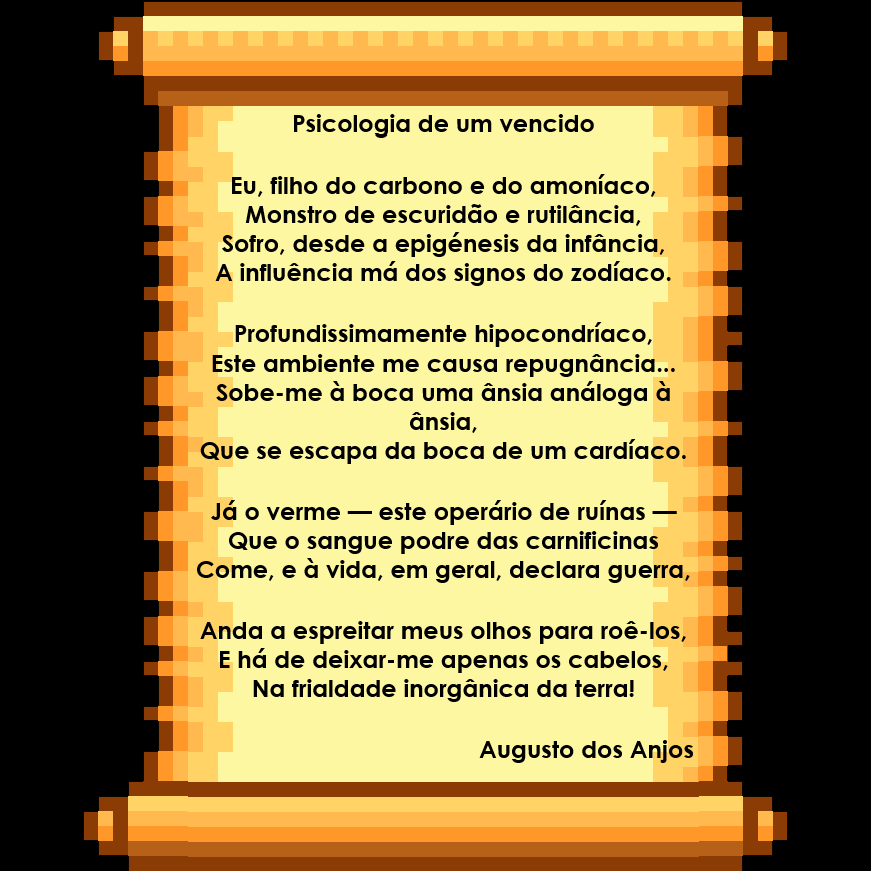 Psicologia de um vencido
Eu, filho do carbono e do amoníaco,
Monstro de escuridão e rutilância,
Sofro, desde a epigénesis da infância,
A influência má dos signos do zodíaco.
Profundissimamente hipocondríaco,
Este ambiente me causa repugnância...
Sobe-me à boca uma ânsia análoga à
ânsia,
Que se escapa da boca de um cardíaco.
Já o verme — este operário de ruínas —
Que o sangue podre das carnificinas
Come, e à vida, em geral, declara guerra,
Anda a espreitar meus olhos para roê-los,
E há de deixar-me apenas os cabelos,
Na frialdade inorgânica da terra!
Augusto dos Anjos